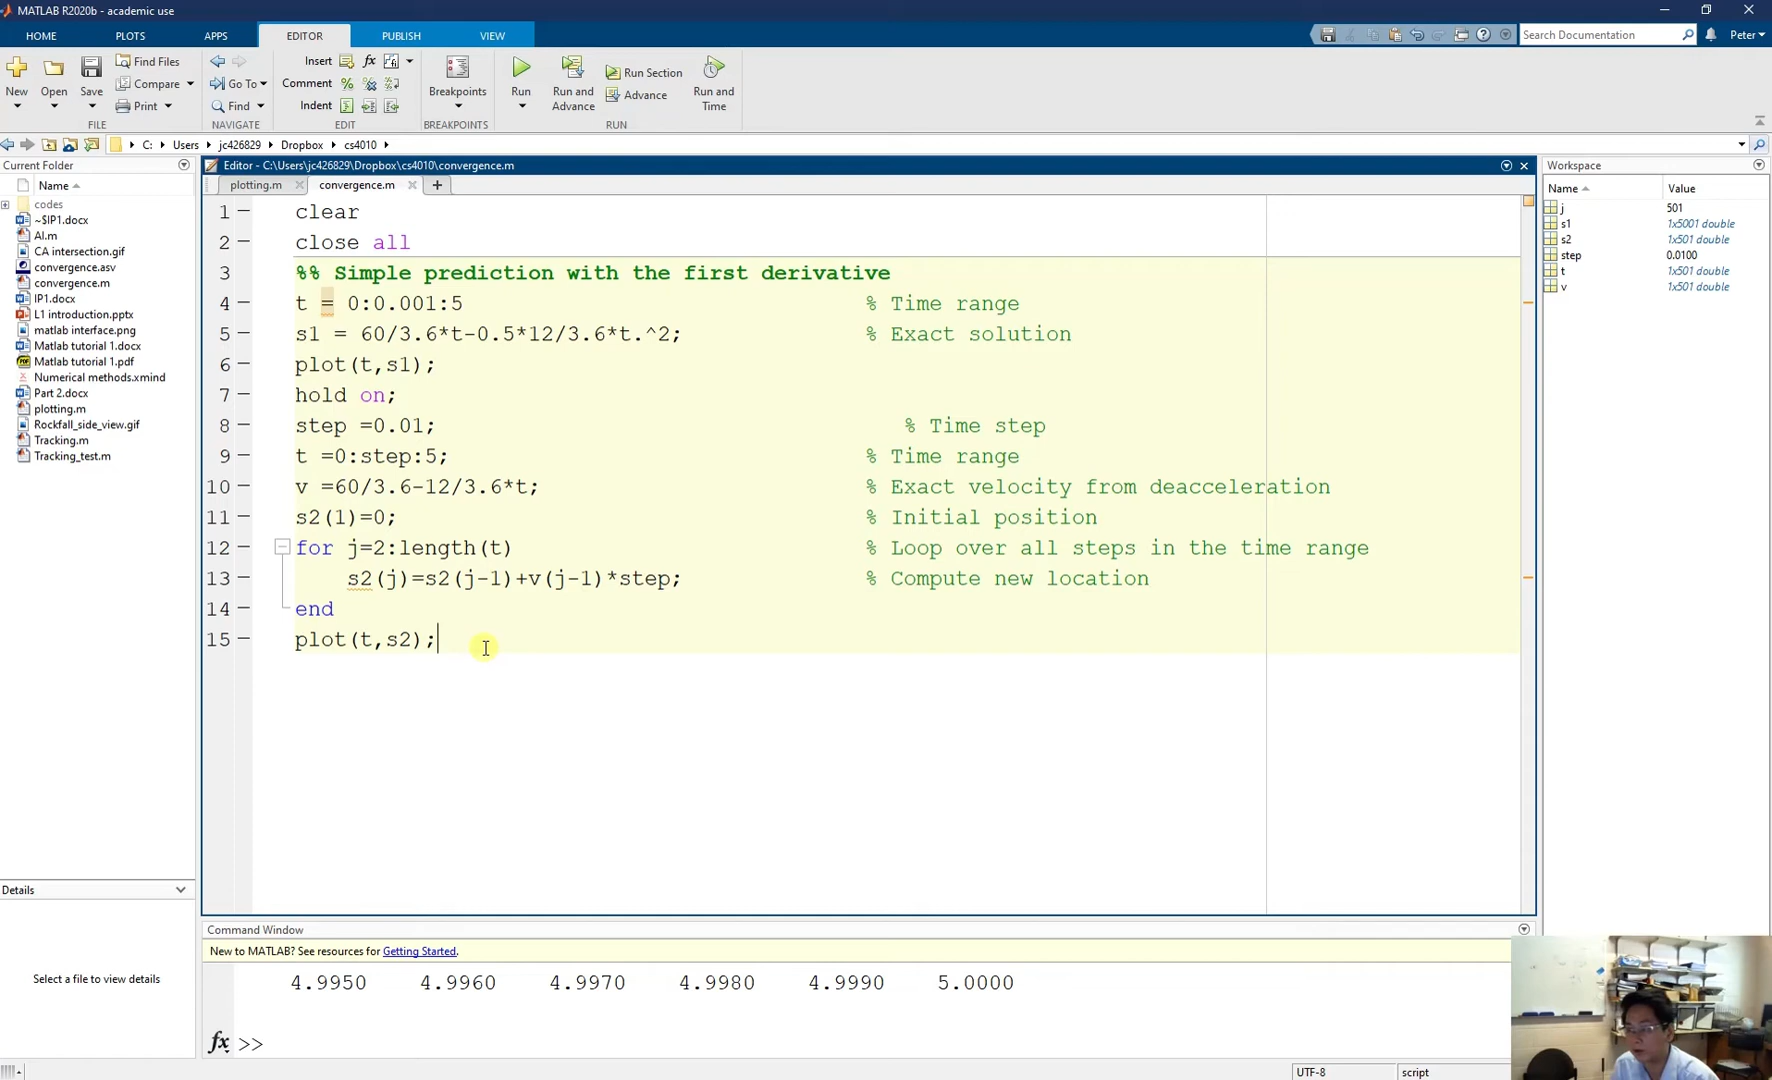 MATLAB R2020b - academic use
HOME PLOTS APPS EDITOR PUBLISH VIEW
Search Documentation
Peter
New Open Save
Find Files
Compare
Print
FILE
Go To
Find
NAVIGATE
Insert fx
Comment
Indent
EDIT
Breakpoints
BREAKPOINTS
Run
Run and Advance
Run Section
Advance
Run and Time
RUN
C: Users jc426829 Dropbox cs4010
Current Folder
Name
codes
~$IP1.docx
AI.m
CA intersection.gif
convergence.asv
convergence.m
IP1.docx
L1 introduction.pptx
matlab interface.png
Matlab tutorial 1.docx
Matlab tutorial 1.pdf
Numerical methods.xmind
Part 2.docx
plotting.m
Rockfall_side_view.gif
Tracking.m
Tracking_test.m
Details
Select a file to view details
Editor - C:\Users\jc426829\Dropbox\cs4010\convergence.m
plotting.m convergence.m
1 clear
2 close all
3 %% Simple prediction with the first derivative
4 t = 0:0.001:5 % Time range
5 s1 = 60/3.6*t-0.5*12/3.6*t.^2; % Exact solution
6 plot(t,s1);
7 hold on;
8 step =0.01; % Time step
9 t =0:step:5; % Time range
10 v =60/3.6-12/3.6*t; % Exact velocity from deacceleration
11 s2(1)=0; % Initial position
12 for j=2:length(t) % Loop over all steps in the time range
13 s2(j)=s2(j-1)+v(j-1)*step; % Compute new location
14 end
15 plot(t,s2);
Command Window
New to MATLAB? See resources for Getting Started.
4.9950 4.9960 4.9970 4.9980 4.9990 5.0000
fx >>
Workspace
Name Value
j 501
s1 1x5001 double
s2 1x501 double
step 0.0100
t 1x501 double
v 1x501 double
UTF-8 script